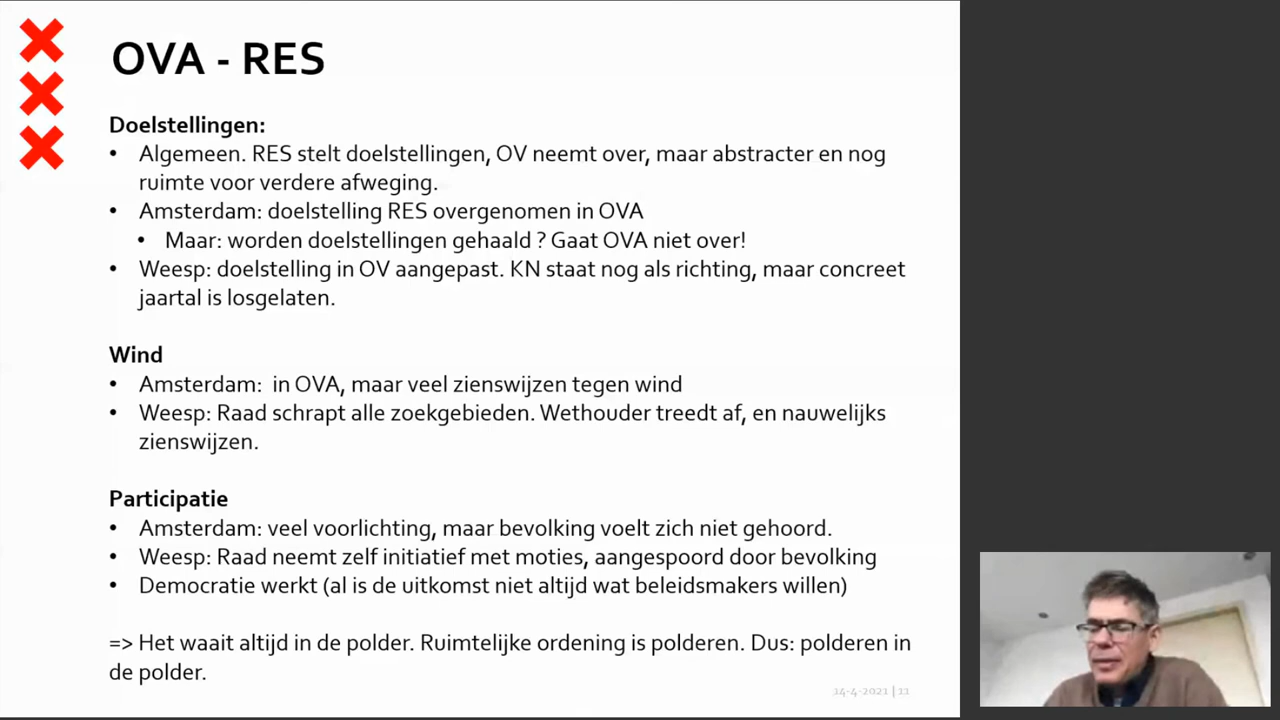 OVA - RES
Doelstellingen:
• Algemeen. RES stelt doelstellingen, OV neemt over, maar abstracter en nog
ruimte voor verdere afweging.
• Amsterdam: doelstelling RES overgenomen in OVA
• Maar: worden doelstellingen gehaald ? Gaat OVA niet over!
• Weesp: doelstelling in OV aangepast. KN staat nog als richting, maar concreet
jaartal is losgelaten.
Wind
• Amsterdam:  in OVA, maar veel zienswijzen tegen wind
• Weesp: Raad schrapt alle zoekgebieden. Wethouder treedt af, en nauwelijks
zienswijzen.
Participatie
• Amsterdam: veel voorlichting, maar bevolking voelt zich niet gehoord.
• Weesp: Raad neemt zelf initiatief met moties, aangespoord door bevolking
• Democratie werkt (al is de uitkomst niet altijd wat beleidsmakers willen)
=> Het waait altijd in de polder. Ruimtelijke ordening is polderen. Dus: polderen in
de polder.
14-4-2021 | 11